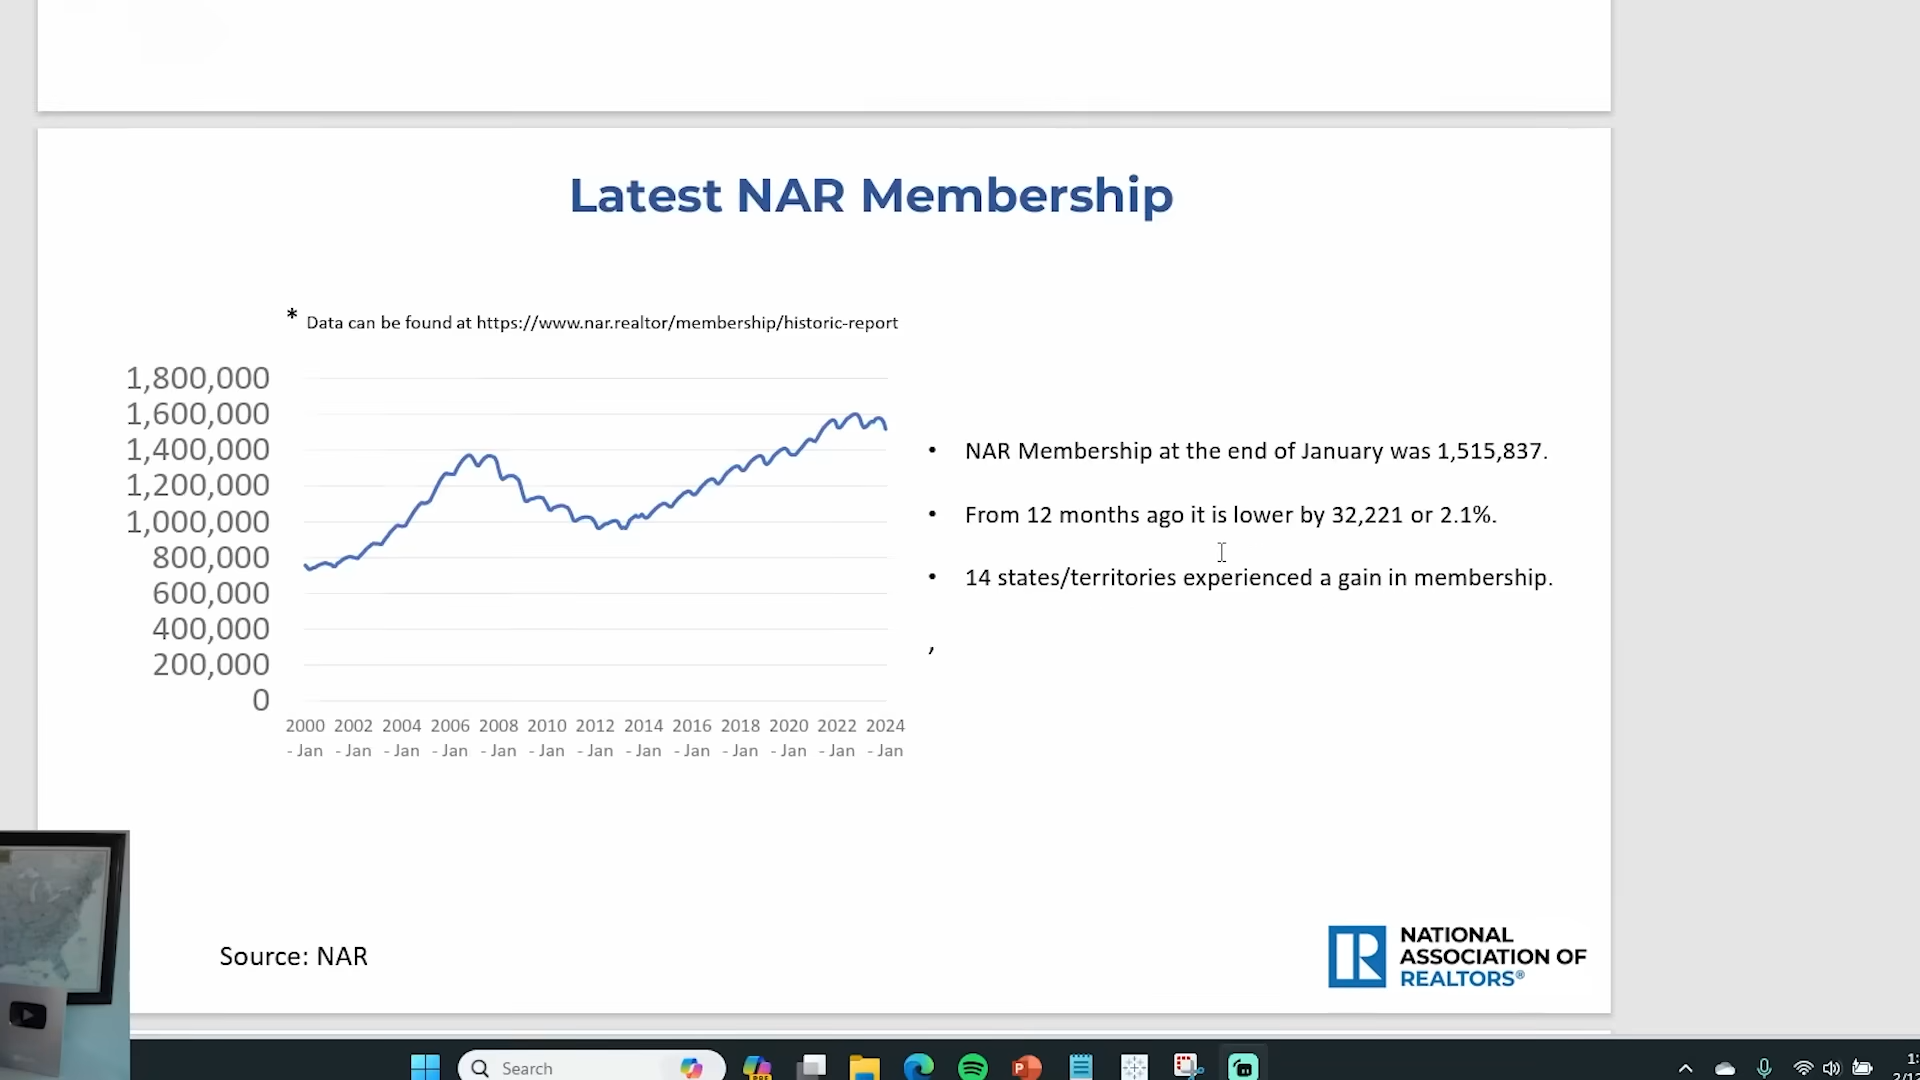 Latest NAR Membership
* Data can be found at https://www.nar.realtor/membership/historic-report
1,800,000
1,600,000
1,400,000
1,200,000
1,000,000
800,000
600,000
400,000
200,000
0
2000 2002 2004 2006 2008 2010 2012 2014 2016 2018 2020 2022 2024
- Jan - Jan - Jan - Jan - Jan - Jan - Jan - Jan - Jan - Jan - Jan - Jan - Jan
• NAR Membership at the end of January was 1,515,837.
• From 12 months ago it is lower by 32,221 or 2.1%.
• 14 states/territories experienced a gain in membership.
,
Source: NAR
NATIONAL
ASSOCIATION OF
REALTORS®
Search